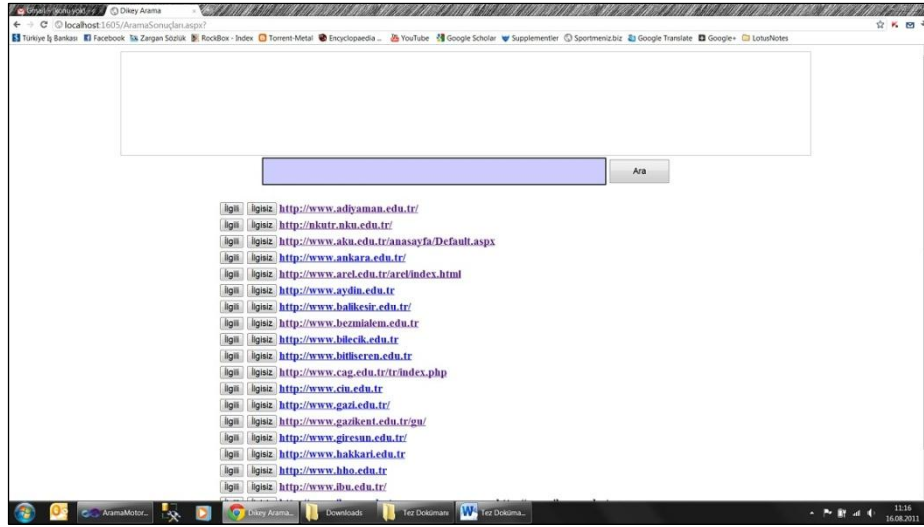 Gmail - konu yok
Dikey Arama
localhost:1605/AramaSonuçları.aspx?
Türkiye İş Bankası Facebook Zargan Sözlük RockBox - Index Torrent-Metal Encyclopaedia ... YouTube Google Scholar Supplementler Sportmeniz.biz Google Translate Google+ LotusNotes
Ara
İlgili İlgisiz http://www.adiyaman.edu.tr/
İlgili İlgisiz http://nkutr.nku.edu.tr/
İlgili İlgisiz http://www.aku.edu.tr/anasayfa/Default.aspx
İlgili İlgisiz http://www.ankara.edu.tr/
İlgili İlgisiz http://www.arel.edu.tr/arel/index.html
İlgili İlgisiz http://www.aydin.edu.tr
İlgili İlgisiz http://www.balikesir.edu.tr/
İlgili İlgisiz http://www.bezmialem.edu.tr
İlgili İlgisiz http://www.bilecik.edu.tr
İlgili İlgisiz http://www.bitliseren.edu.tr
İlgili İlgisiz http://www.cag.edu.tr/tr/index.php
İlgili İlgisiz http://www.ciu.edu.tr
İlgili İlgisiz http://www.gazi.edu.tr/
İlgili İlgisiz http://www.gazikent.edu.tr/gu/
İlgili İlgisiz http://www.giresun.edu.tr/
İlgili İlgisiz http://www.hakkari.edu.tr
İlgili İlgisiz http://www.hho.edu.tr
İlgili İlgisiz http://www.ibu.edu.tr/
AramaMotor... Dikey Arama... Downloads Tez Dokümanı Tez Doküma...
11:16
16.08.2011